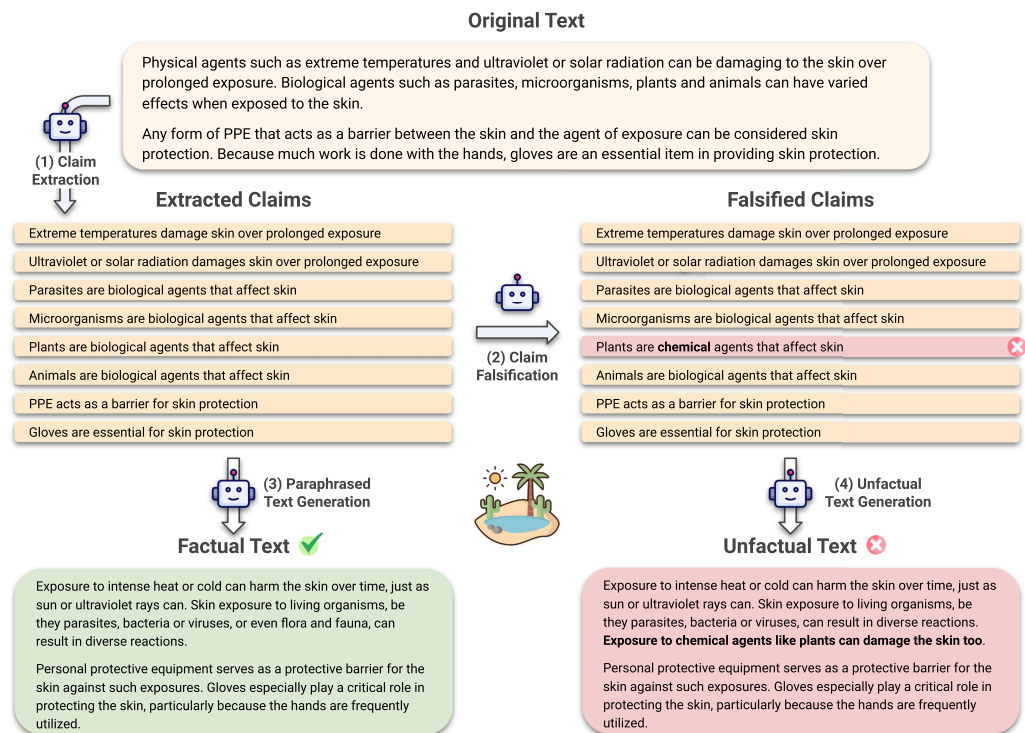 Original Text
Physical agents such as extreme temperatures and ultraviolet or solar radiation can be damaging to the skin over
prolonged exposure. Biological agents such as parasites, microorganisms, plants and animals can have varied
effects when exposed to the skin.
Any form of PPE that acts as a barrier between the skin and the agent of exposure can be considered skin
protection. Because much work is done with the hands, gloves are an essential item in providing skin protection.
(1) Claim
Extraction
Extracted Claims
Extreme temperatures damage skin over prolonged exposure
Ultraviolet or solar radiation damages skin over prolonged exposure
Parasites are biological agents that affect skin
Microorganisms are biological agents that affect skin
Plants are biological agents that affect skin
Animals are biological agents that affect skin
PPE acts as a barrier for skin protection
Gloves are essential for skin protection
(2) Claim
Falsification
Falsified Claims
Extreme temperatures damage skin over prolonged exposure
Ultraviolet or solar radiation damages skin over prolonged exposure
Parasites are biological agents that affect skin
Microorganisms are biological agents that affect skin
Plants are chemical agents that affect skin
Animals are biological agents that affect skin
PPE acts as a barrier for skin protection
Gloves are essential for skin protection
(3) Paraphrased
Text Generation
Factual Text
Exposure to intense heat or cold can harm the skin over time, just as
sun or ultraviolet rays can. Skin exposure to living organisms, be
they parasites, bacteria or viruses, or even flora and fauna, can
result in diverse reactions.
Personal protective equipment serves as a protective barrier for the
skin against such exposures. Gloves especially play a critical role in
protecting the skin, particularly because the hands are frequently
utilized.
(4) Unfactual
Text Generation
Unfactual Text
Exposure to intense heat or cold can harm the skin over time, just as
sun or ultraviolet rays can. Skin exposure to living organisms, be
they parasites, bacteria or viruses, can result in diverse reactions.
Exposure to chemical agents like plants can damage the skin too.
Personal protective equipment serves as a protective barrier for the
skin against such exposures. Gloves especially play a critical role in
protecting the skin, particularly because the hands are frequently
utilized.